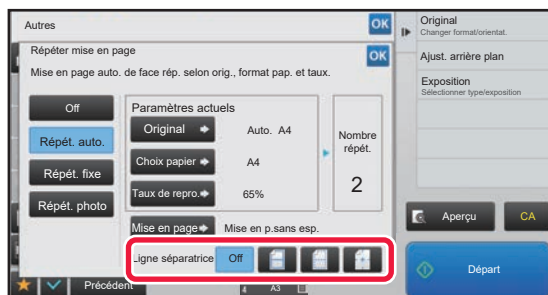 Autres
OK
Répéter mise en page
OK
Mise en page auto. de face rép. selon orig., format pap. et taux.
Off
Répét. auto.
Répét. fixe
Répét. photo
Paramètres actuels
Original
Auto. A4
Choix papier
A4
Taux de repro.
65%
Nombre
répét.
2
Mise en page
Mise en p.sans esp.
Ligne séparatrice
Off
Précédent
4 A3
Original
Changer format/orientat.
Ajust. arrière plan
Exposition
Sélectionner type/exposition
Aperçu
CA
Départ